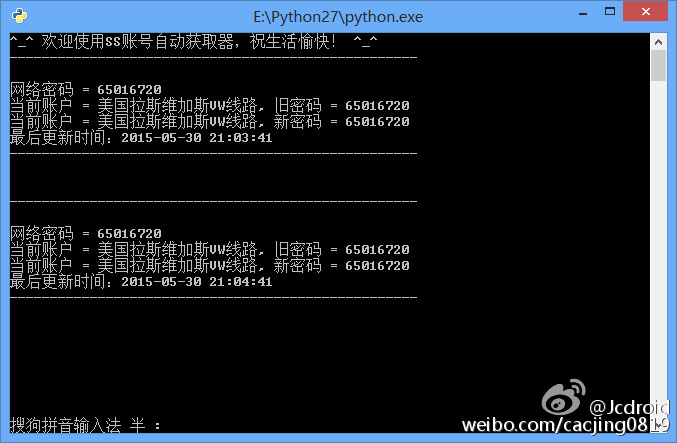 E:\Python27\python.exe
^_^ 欢迎使用SS账号自动获取器，祝生活愉快！ ^_^
---------------------------------------------------
网络密码 = 65016720
当前账户 = 美国拉斯维加斯VW线路, 旧密码 = 65016720
当前账户 = 美国拉斯维加斯VW线路, 新密码 = 65016720
最后更新时间：2015-05-30 21:03:41
---------------------------------------------------
---------------------------------------------------
网络密码 = 65016720
当前账户 = 美国拉斯维加斯VW线路, 旧密码 = 65016720
当前账户 = 美国拉斯维加斯VW线路, 新密码 = 65016720
最后更新时间：2015-05-30 21:04:41
---------------------------------------------------
搜狗拼音输入法 半 ：
@Jcdroid
weibo.com/cacjing0819